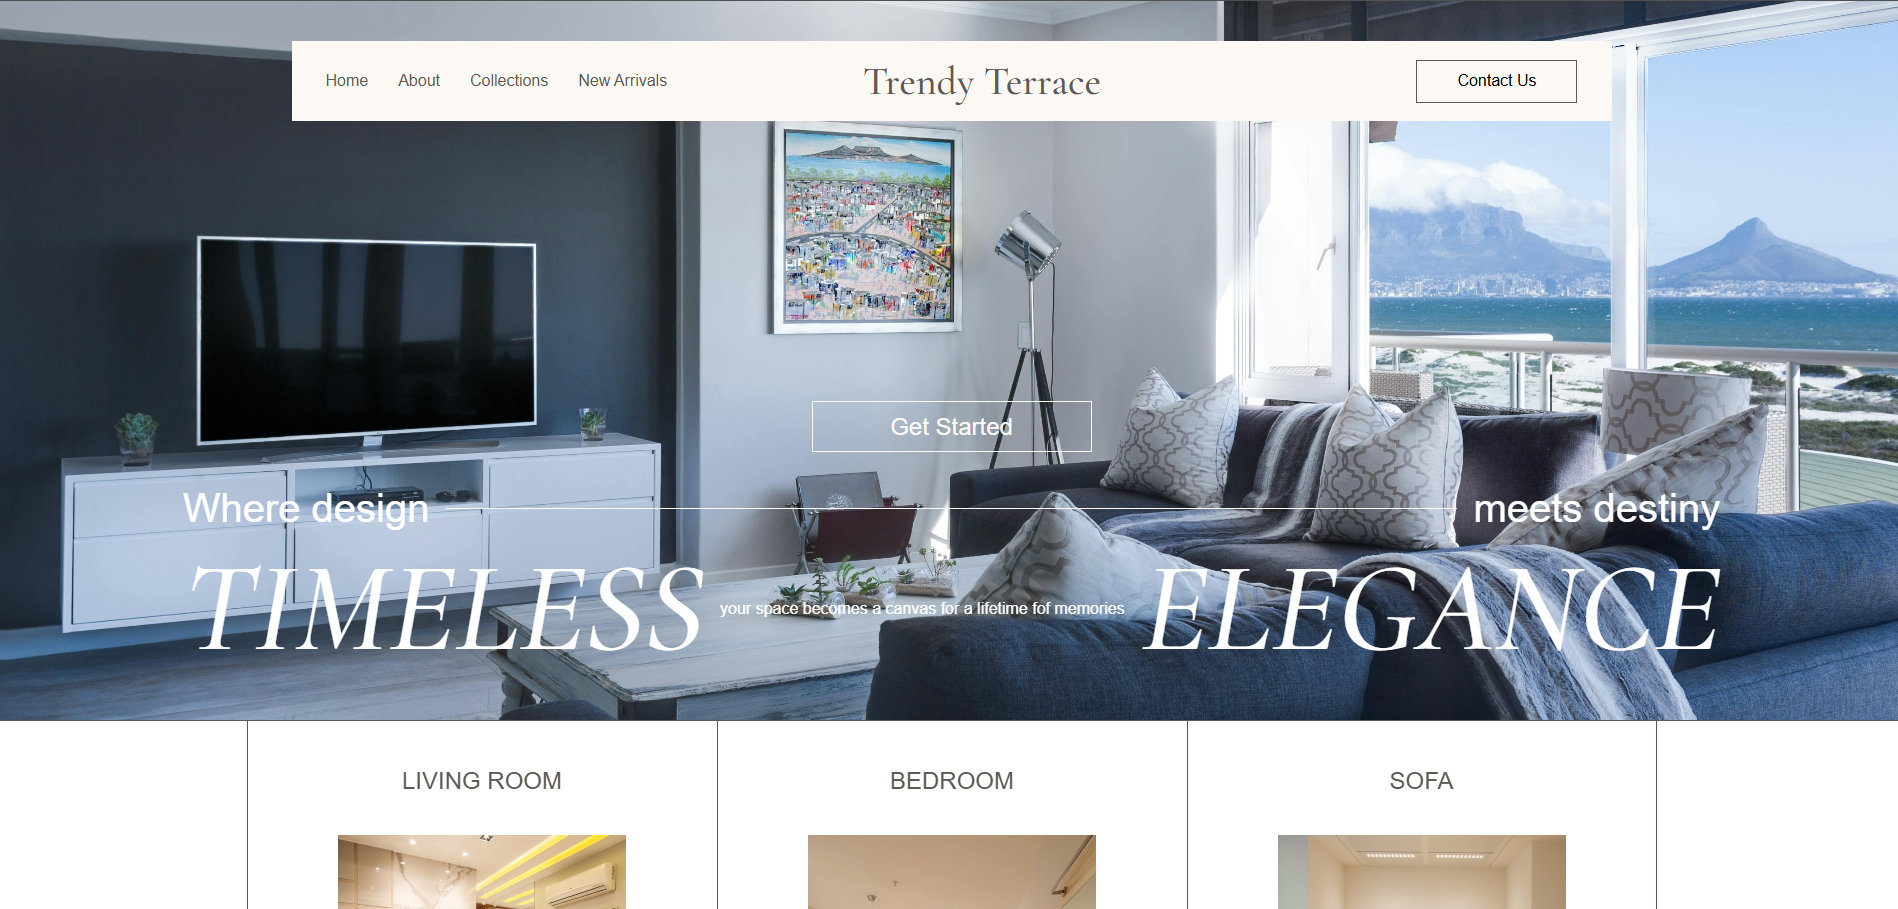 Home About Collections New Arrivals Trendy Terrace Contact Us
Get Started
Where design meets destiny
TIMELESS your space becomes a canvas for a lifetime fof memories ELEGANCE
LIVING ROOM BEDROOM SOFA